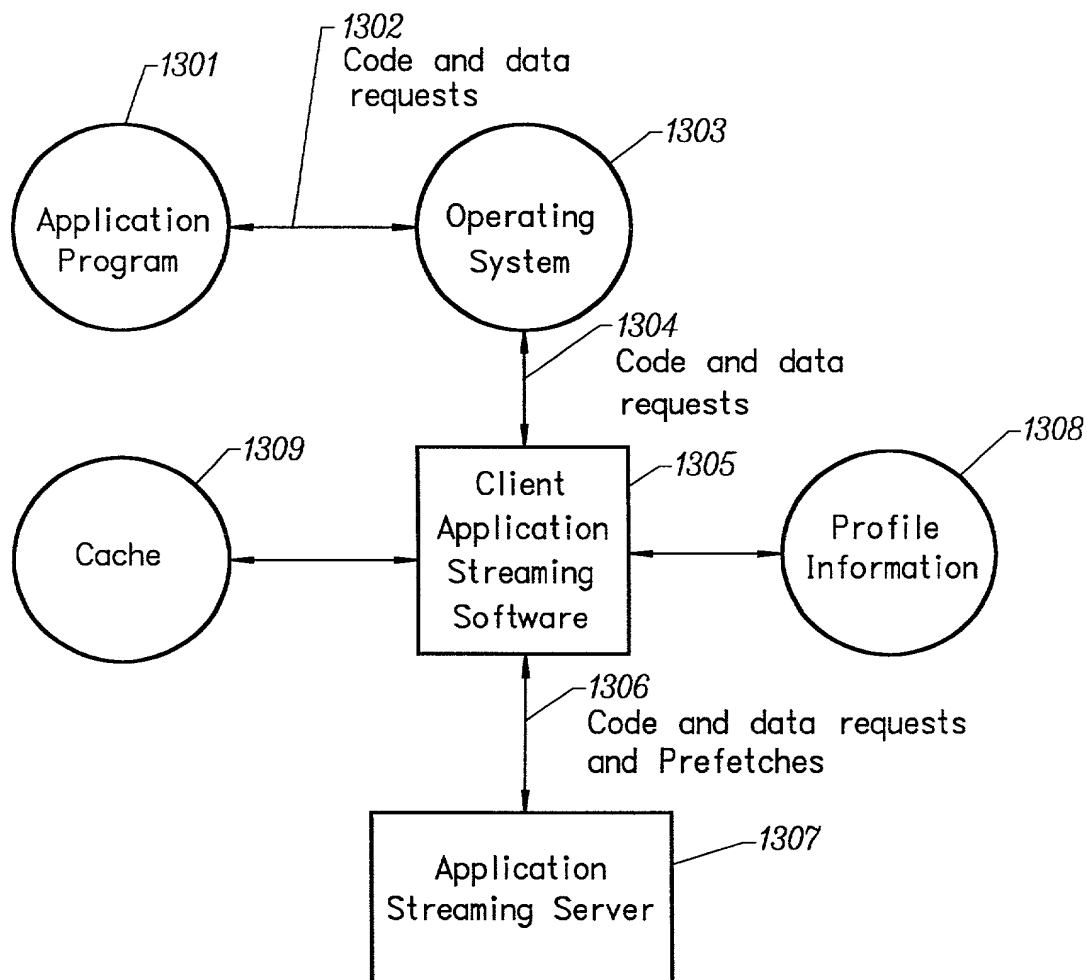 1302
Code and data
requests
1301
1303
Application
Program
Operating
System
1304
Code and data
requests
1309
1305
1308
Cache
Client
Application
Streaming
Software
Profile
Information
1306
Code and data requests
and Prefetches
1307
Application
Streaming Server